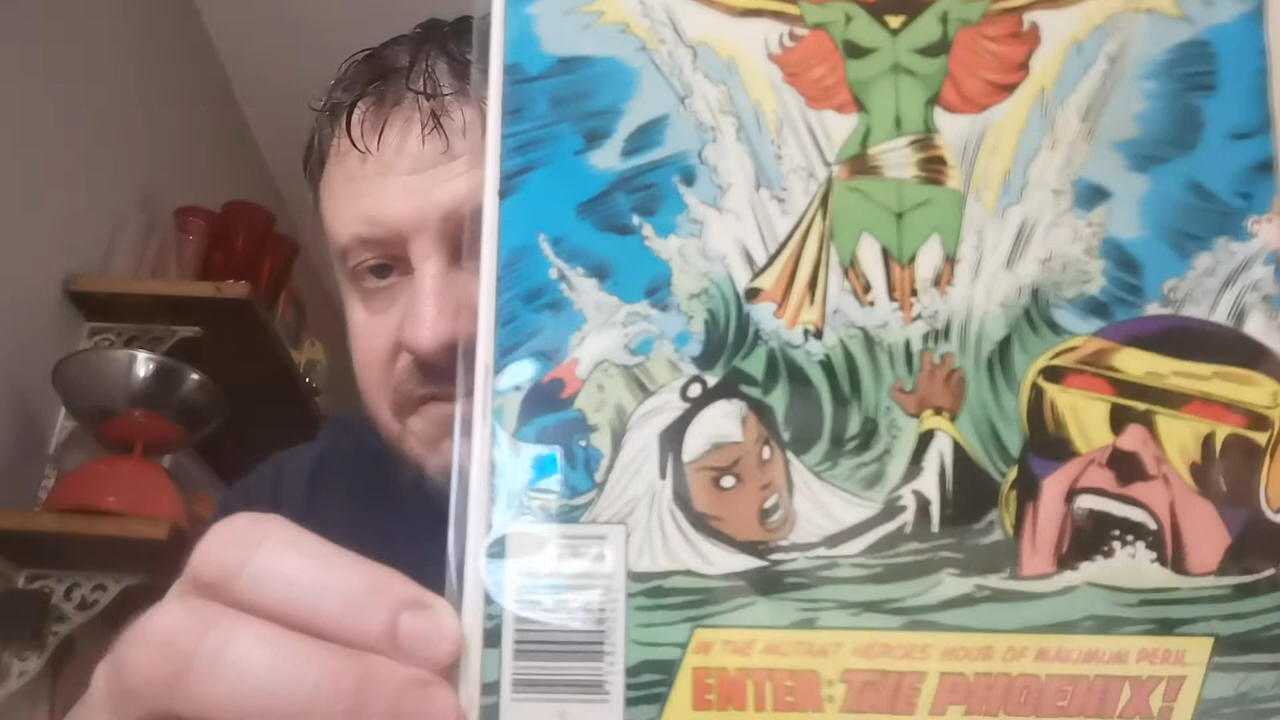 IN THE MUTANT HEROES HOUR OF MAXIMUM PERIL
ENTER: THE PHOENIX!